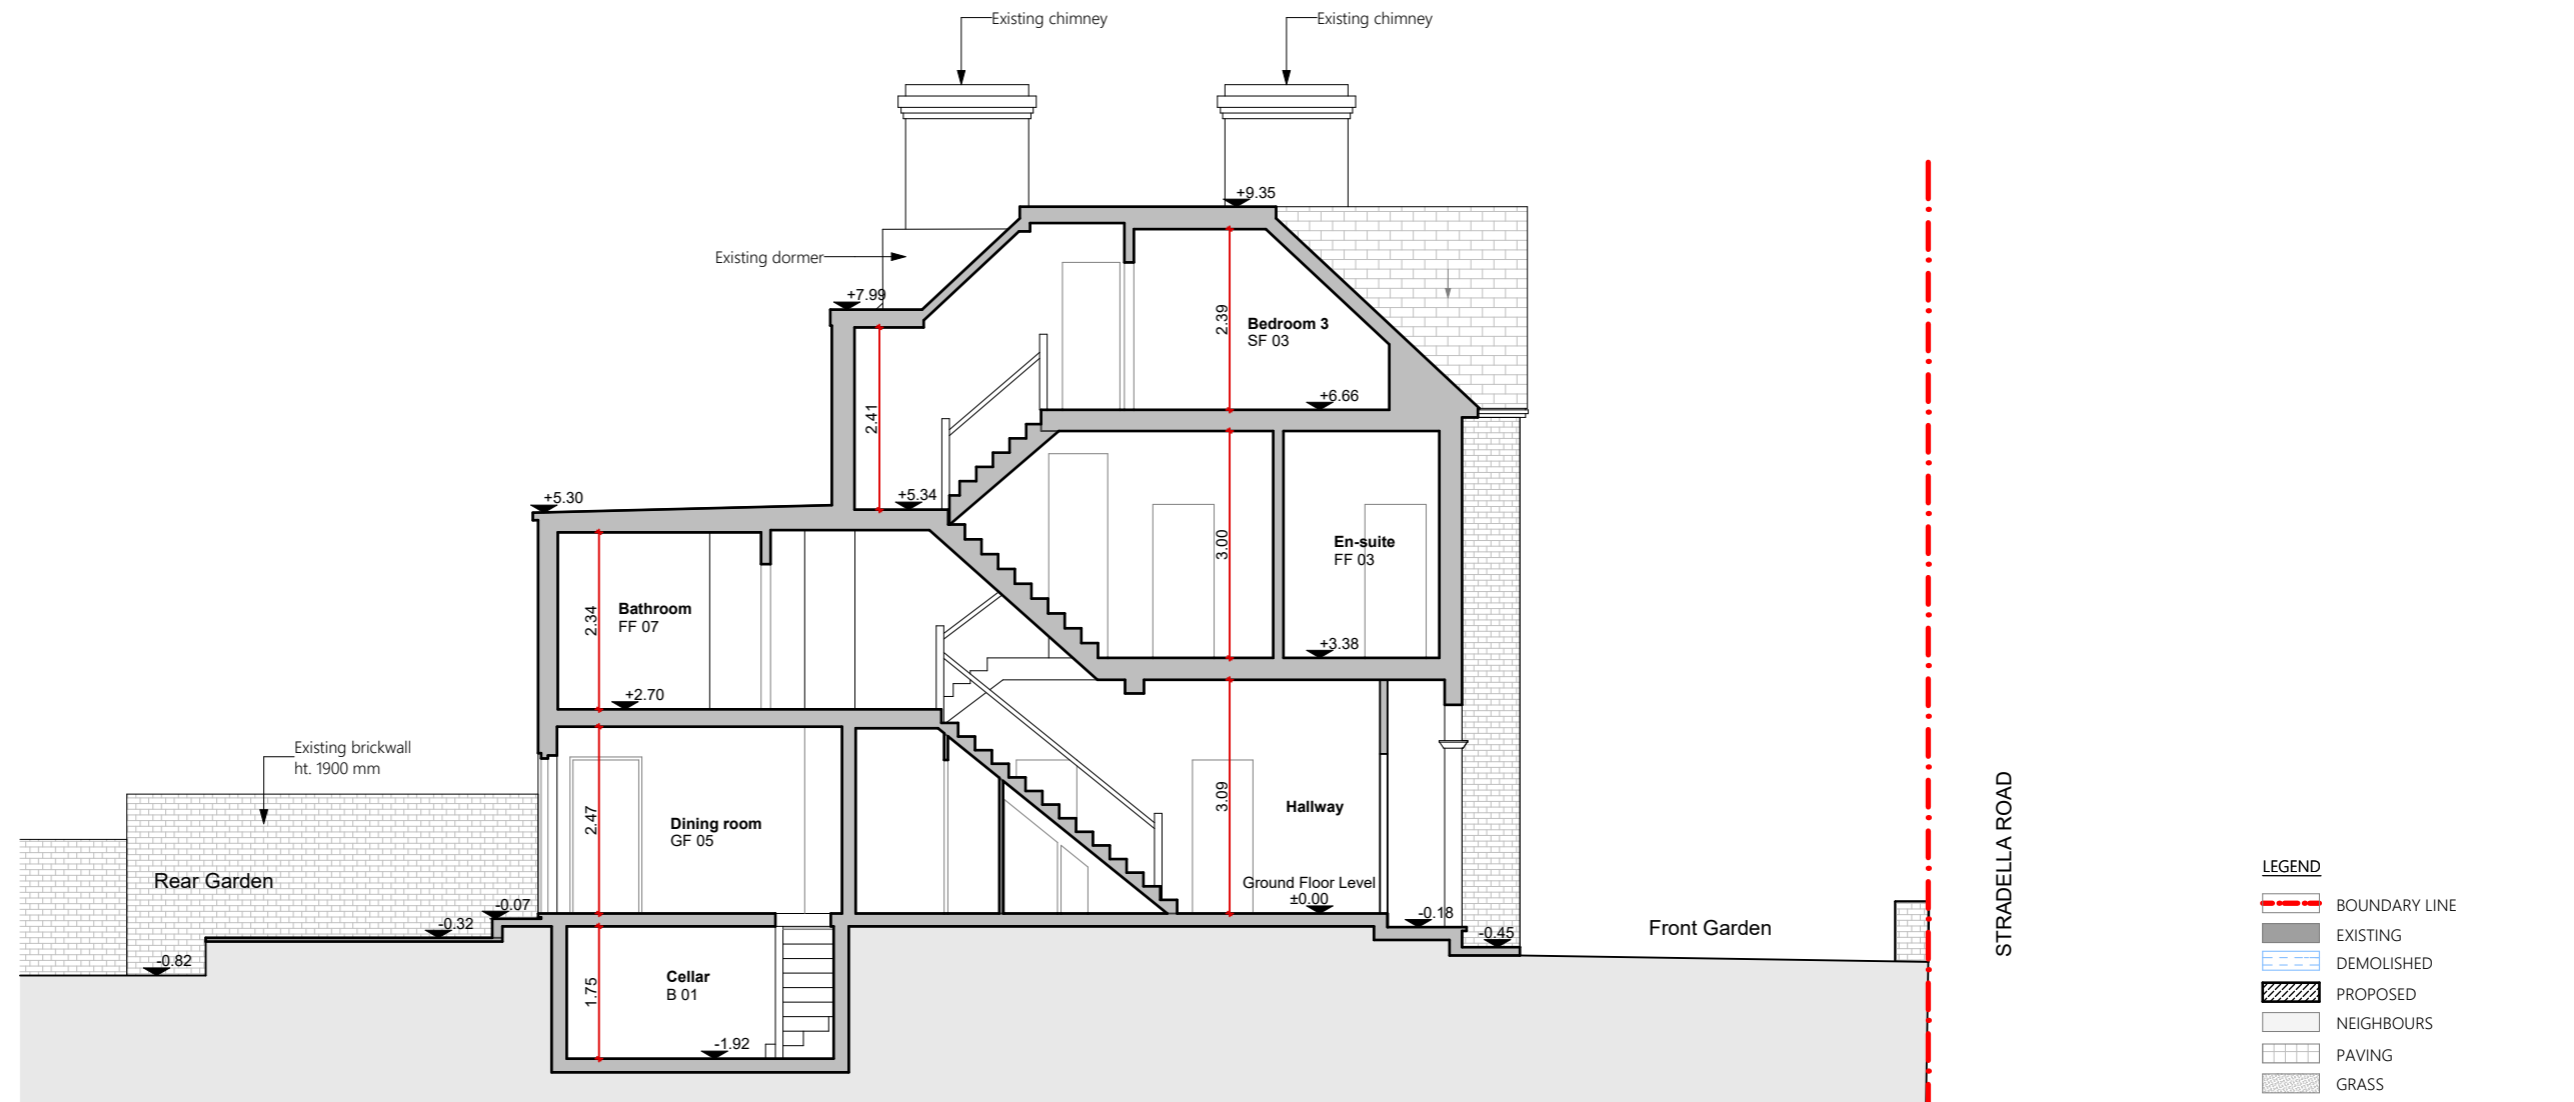 Existing chimney
Existing chimney
+9.35
Existing dormer
+7.99
2.39
Bedroom 3
SF 03
+6.66
2.41
+5.34
+5.30
3.00
En-suite
FF 03
2.34
Bathroom
FF 07
+3.38
+2.70
Existing brickwall
ht. 1900 mm
2.47
Dining room
GF 05
3.09
Hallway
Rear Garden
Ground Floor Level
±0.00
-0.07
-0.32
-0.18
-0.45
Front Garden
STRADELLA ROAD
-0.82
Cellar
B 01
1.75
-1.92
LEGEND
BOUNDARY LINE
EXISTING
DEMOLISHED
PROPOSED
NEIGHBOURS
PAVING
GRASS